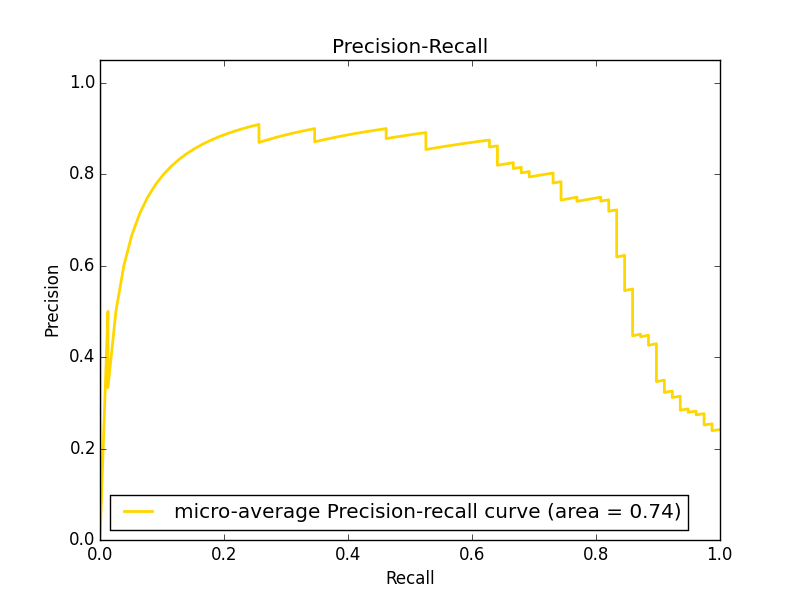 Precision-Recall
1.0
0.8
0.6
0.4
0.2
0.0
Precision
micro-average Precision-recall curve (area = 0.74)
0.0 0.2 0.4 0.6 0.8 1.0
Recall